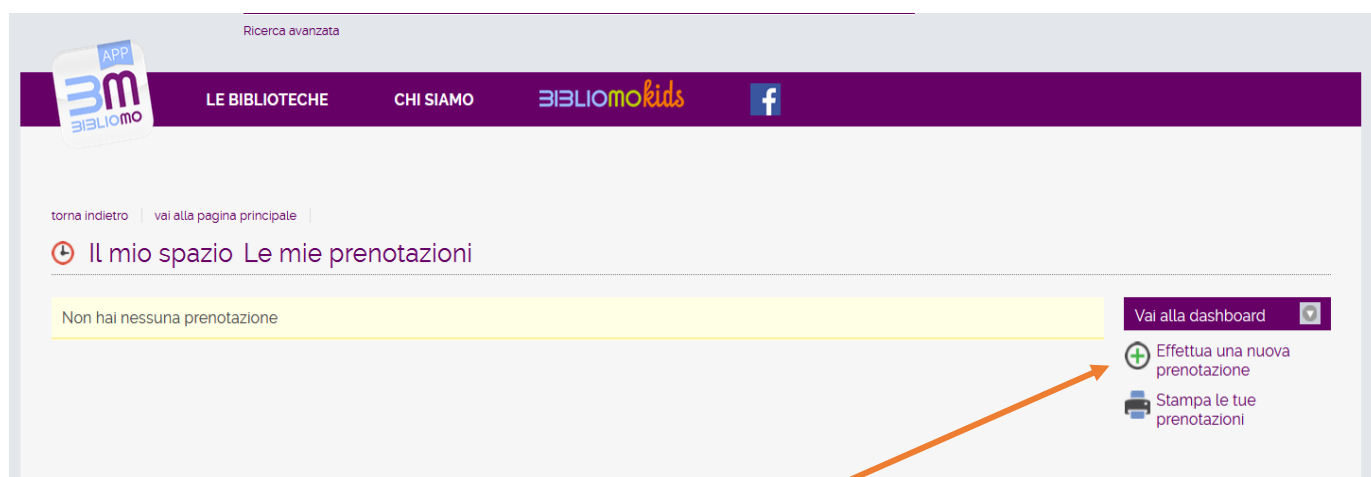 Ricerca avanzata
APP
BM
BIBLIOMO
LE BIBLIOTECHE CHI SIAMO BIBLIOMOkids f
torna indietro vai alla pagina principale
Il mio spazio Le mie prenotazioni
Non hai nessuna prenotazione
Vai alla dashboard
Effettua una nuova
prenotazione
Stampa le tue
prenotazioni